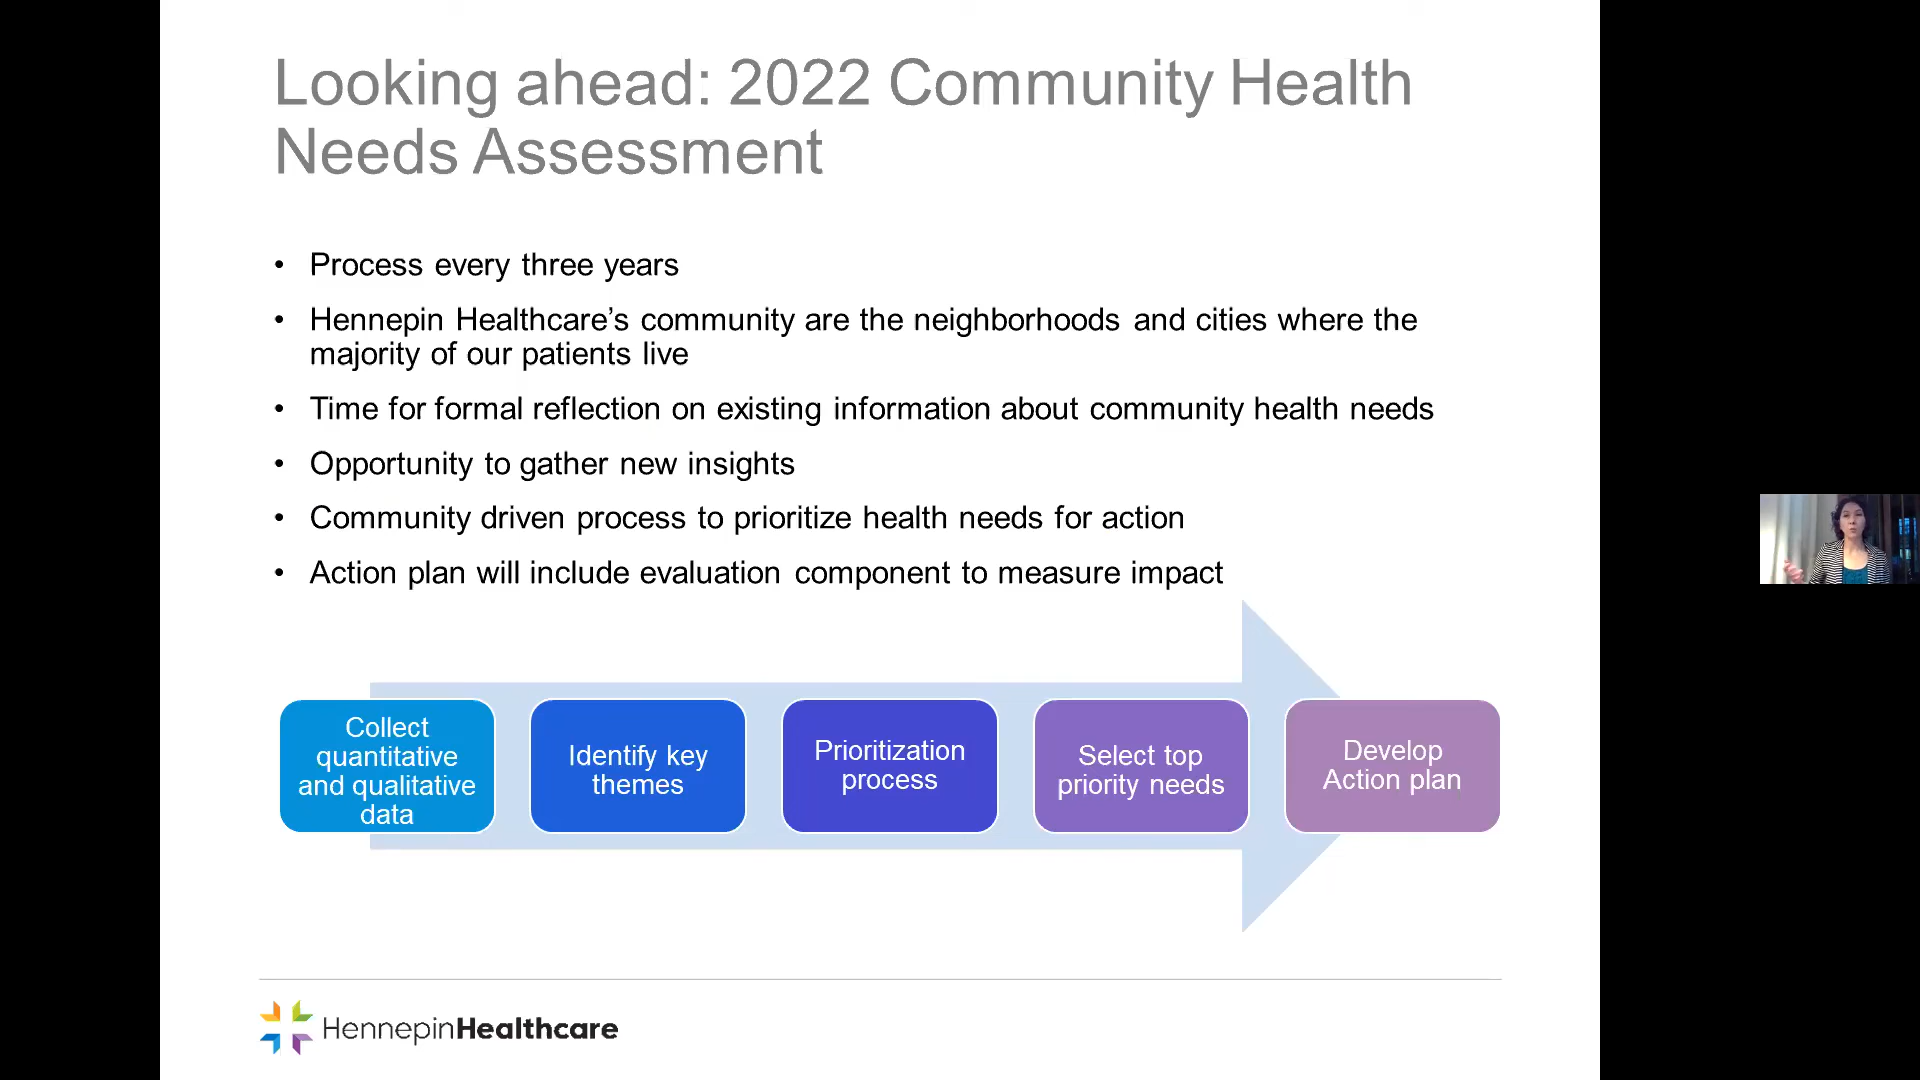 Looking ahead: 2022 Community Health
Needs Assessment
• Process every three years
• Hennepin Healthcare’s community are the neighborhoods and cities where the
majority of our patients live
• Time for formal reflection on existing information about community health needs
• Opportunity to gather new insights
• Community driven process to prioritize health needs for action
• Action plan will include evaluation component to measure impact
Collect
quantitative
and qualitative
data
Identify key
themes
Prioritization
process
Select top
priority needs
Develop
Action plan
HennepinHealthcare